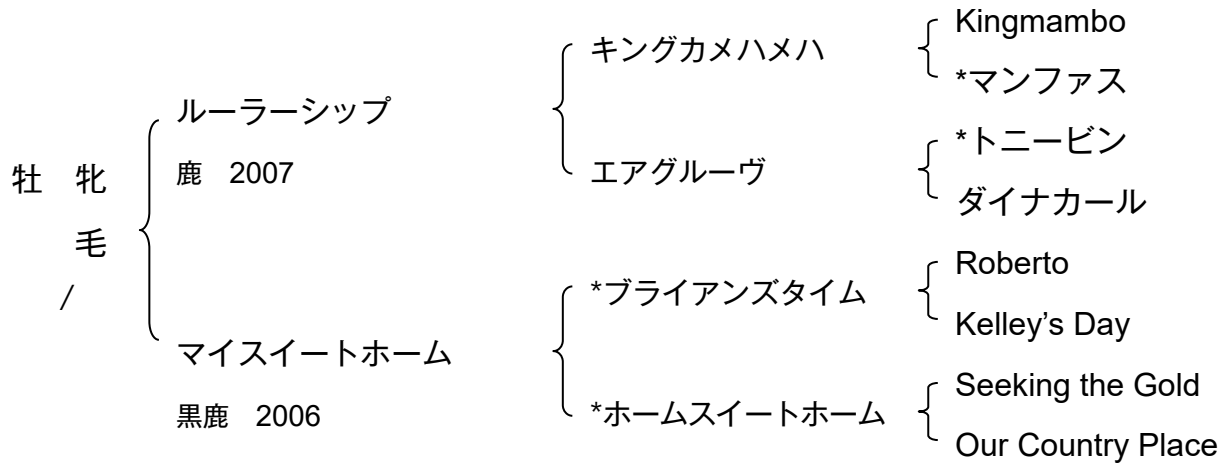 牡 牝
毛
/
ルーラーシップ
鹿 2007
マイスイートホーム
黒鹿 2006
キングカメハメハ
エアグルーヴ
*ブライアンズタイム
*ホームスイートホーム
Kingmambo
*マンファス
*トニービン
ダイナカール
Roberto
Kelley’s Day
Seeking the Gold
Our Country Place